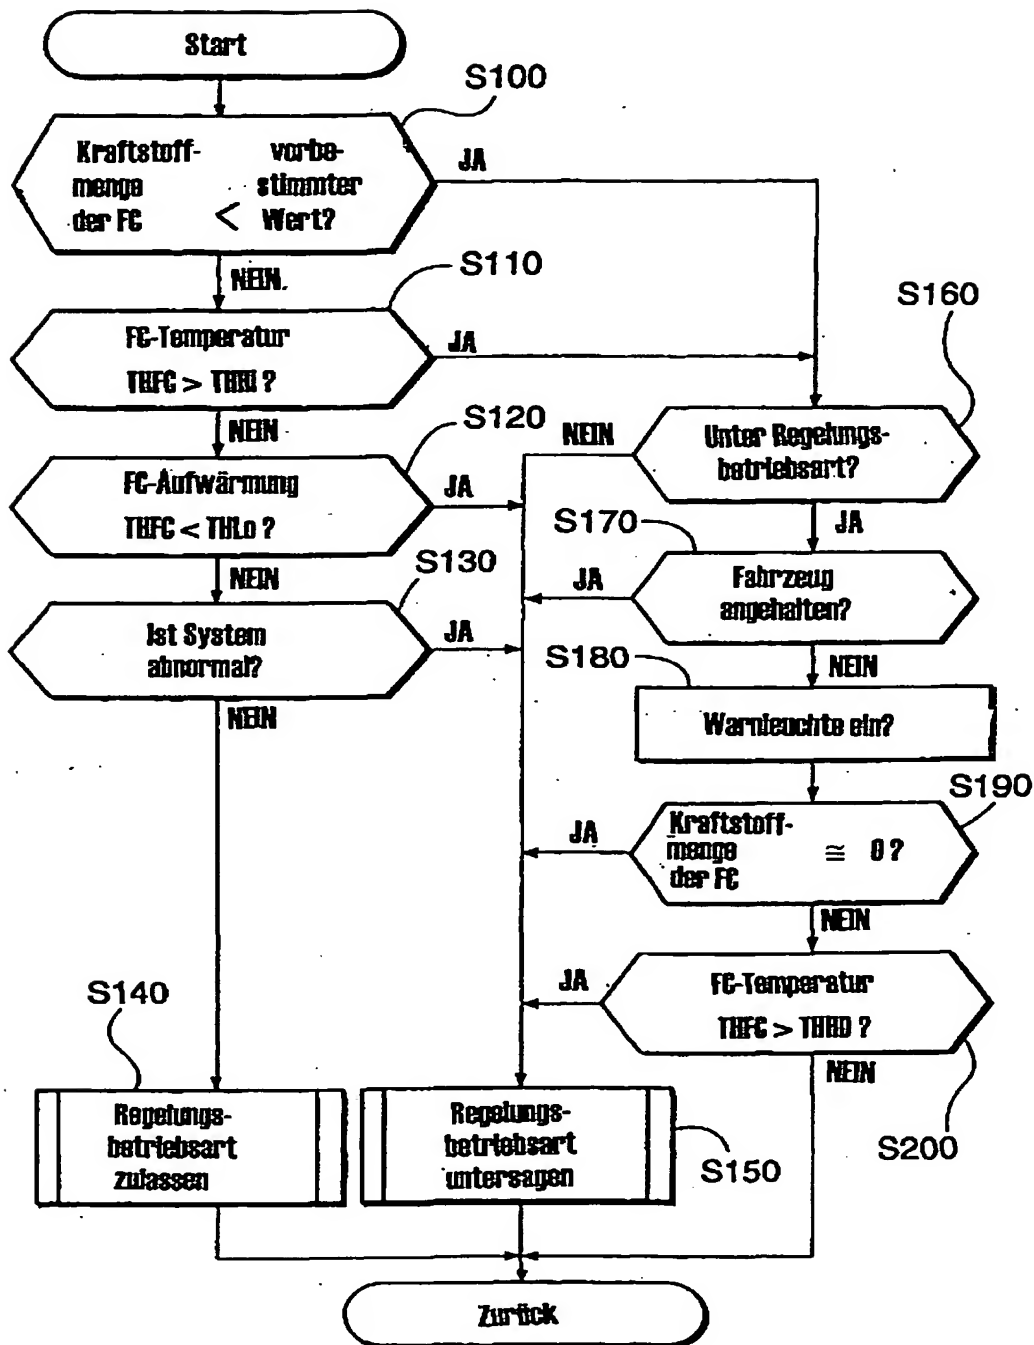 Start
S100
Kraftstoff- vorbe-
menge stimmter
der FC < Wert?
JA
NEIN
S110
FC-Temperatur
THFC > THHi ?
JA
S160
NEIN
S120
NEIN
Unter Regelungs-
betriebsart?
FC-Aufwärmung
THFC < THLo ?
JA
S170
JA
NEIN
S130
JA
Fahrzeug
angehalten?
Ist System
abnormal?
JA
S180
NEIN
NEIN
Warnleuchte ein?
S190
JA
Kraftstoff-
menge ≅ 0 ?
der FC
NEIN
S140
JA
FC-Temperatur
THFC > THHD ?
NEIN
S200
Regelungs-
betriebsart
zulassen
Regelungs-
betriebsart
untersagen
S150
Zurück